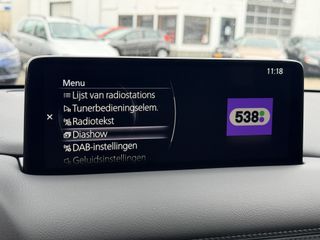 Menu
11:18
Lijst van radiostations
Tunerbedieningselem.
Radiotekst
Diashow
DAB-instellingen
Geluidsinstellingen
538